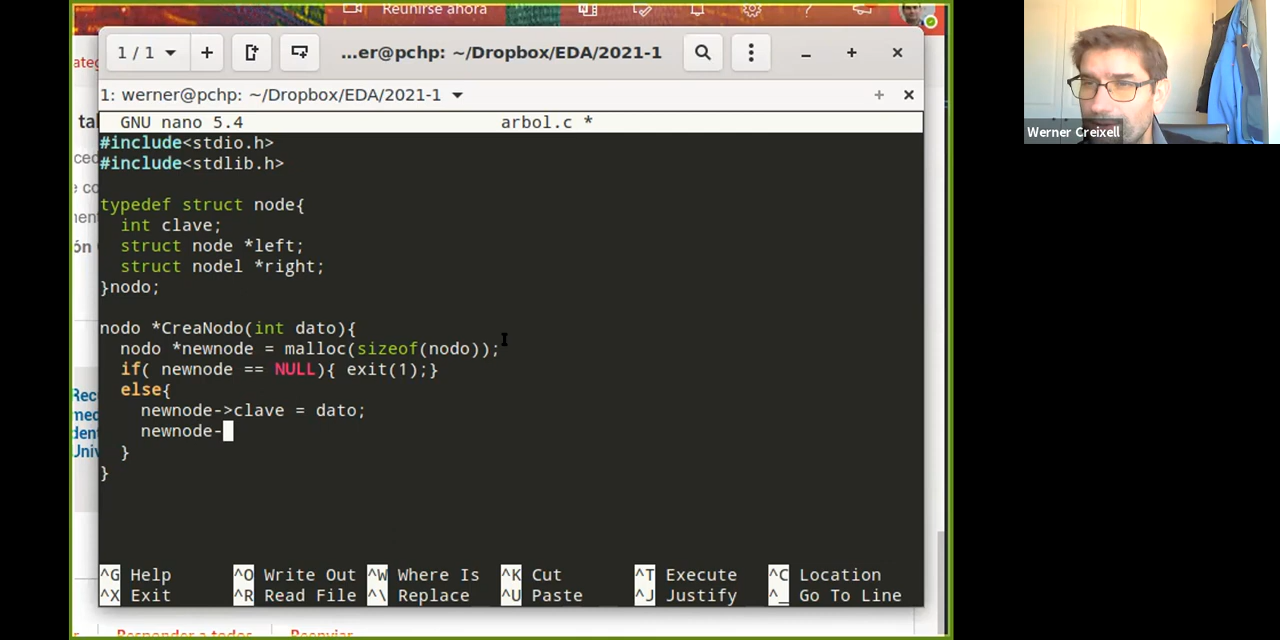 Reunirse ahora
1 / 1
...er@pchp: ~/Dropbox/EDA/2021-1
1: werner@pchp: ~/Dropbox/EDA/2021-1
GNU nano 5.4 arbol.c *
#include<stdio.h>
#include<stdlib.h>
typedef struct node{
int clave;
struct node *left;
struct nodel *right;
}nodo;
nodo *CreaNodo(int dato){
nodo *newnode = malloc(sizeof(nodo));
if( newnode == NULL){ exit(1);}
else{
newnode->clave = dato;
newnode-
}
}
^G Help ^O Write Out ^W Where Is ^K Cut ^T Execute ^C Location
^X Exit ^R Read File ^\ Replace ^U Paste ^J Justify ^_ Go To Line
Responder a todos Reenviar
Werner Creixell